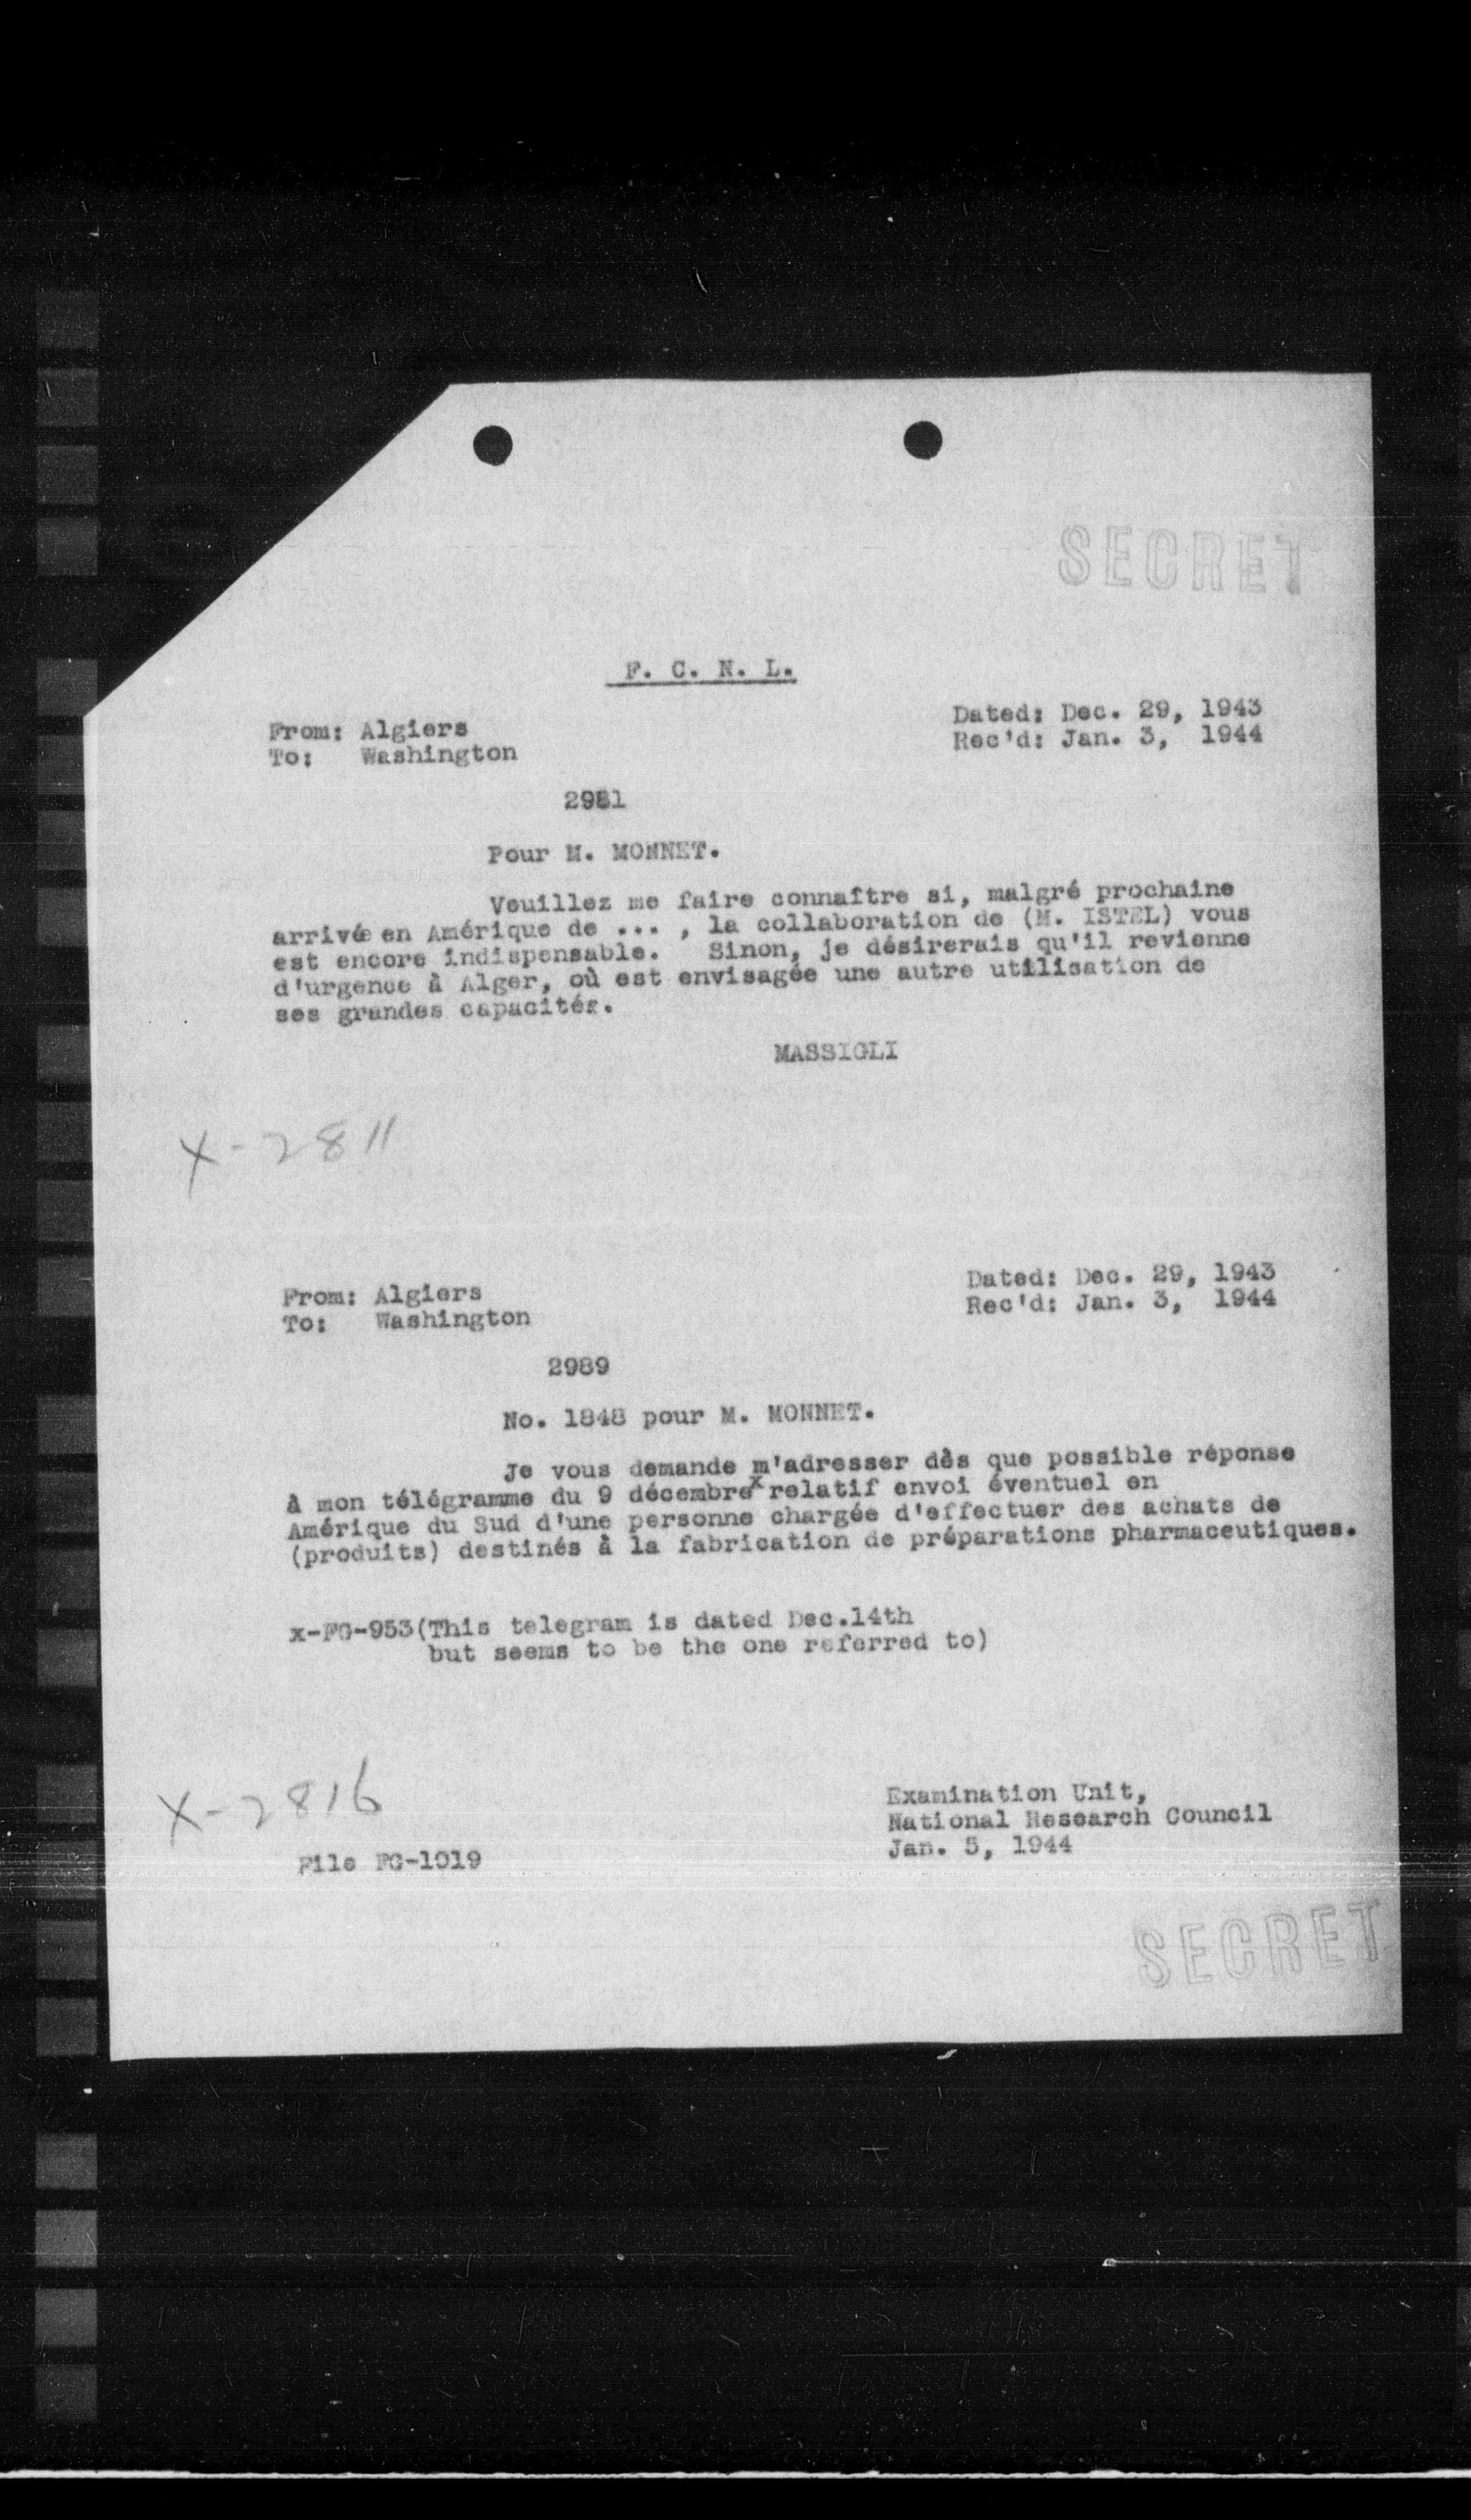 SECRET
F. C. N. L.
From: Algiers
To: Washington
Dated: Dec. 29, 1943
Rec'd: Jan. 3, 1944
2981
Pour M. MONNET.
Veuillez me faire connaître si, malgré prochaine
arrivée en Amérique de ... , la collaboration de (M. ISTEL) vous
est encore indispensable. Sinon, je désirerais qu'il revienne
d'urgence à Alger, où est envisagée une autre utilisation de
ses grandes capacités.
MASSIGLI
X-2811
From: Algiers
To: Washington
Dated: Dec. 29, 1943
Rec'd: Jan. 3, 1944
2989
No. 1848 pour M. MONNET.
Je vous demande m'adresser dès que possible réponse
à mon télégramme du 9 décembre x relatif envoi éventuel en
Amérique du Sud d'une personne chargée d'effectuer des achats de
(produits) destinés à la fabrication de préparations pharmaceutiques.
x-FG-953(This telegram is dated Dec.14th
but seems to be the one referred to)
X-2816
File FG-1019
Examination Unit,
National Research Council
Jan. 5, 1944
SECRET